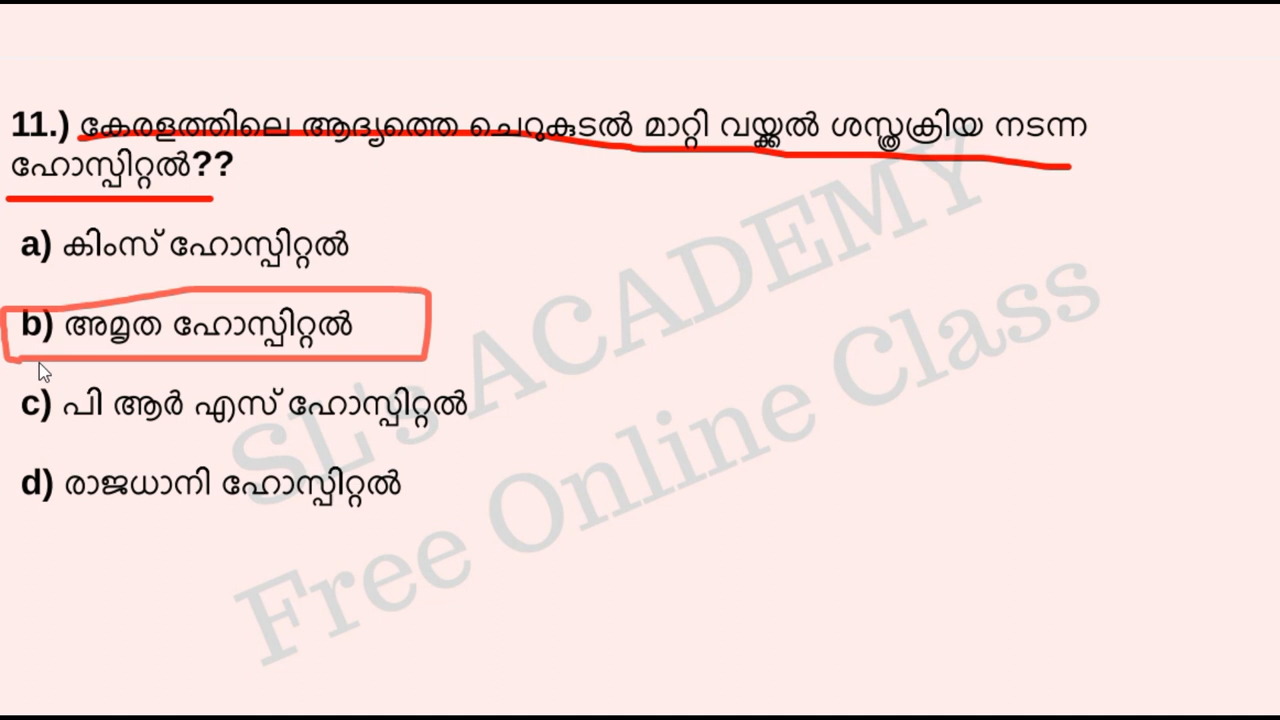 11.) കേരളത്തിലെ ആദ്യത്തെ ചെറുകുടൽ മാറ്റി വയ്ക്കൽ ശസ്ത്രക്രിയ നടന്ന
ഹോസ്പിറ്റൽ??
a) കിംസ് ഹോസ്പിറ്റൽ
b) അമൃത ഹോസ്പിറ്റൽ
c) പി ആർ എസ് ഹോസ്പിറ്റൽ
d) രാജധാനി ഹോസ്പിറ്റൽ
SL's ACADEMY
Free Online Class